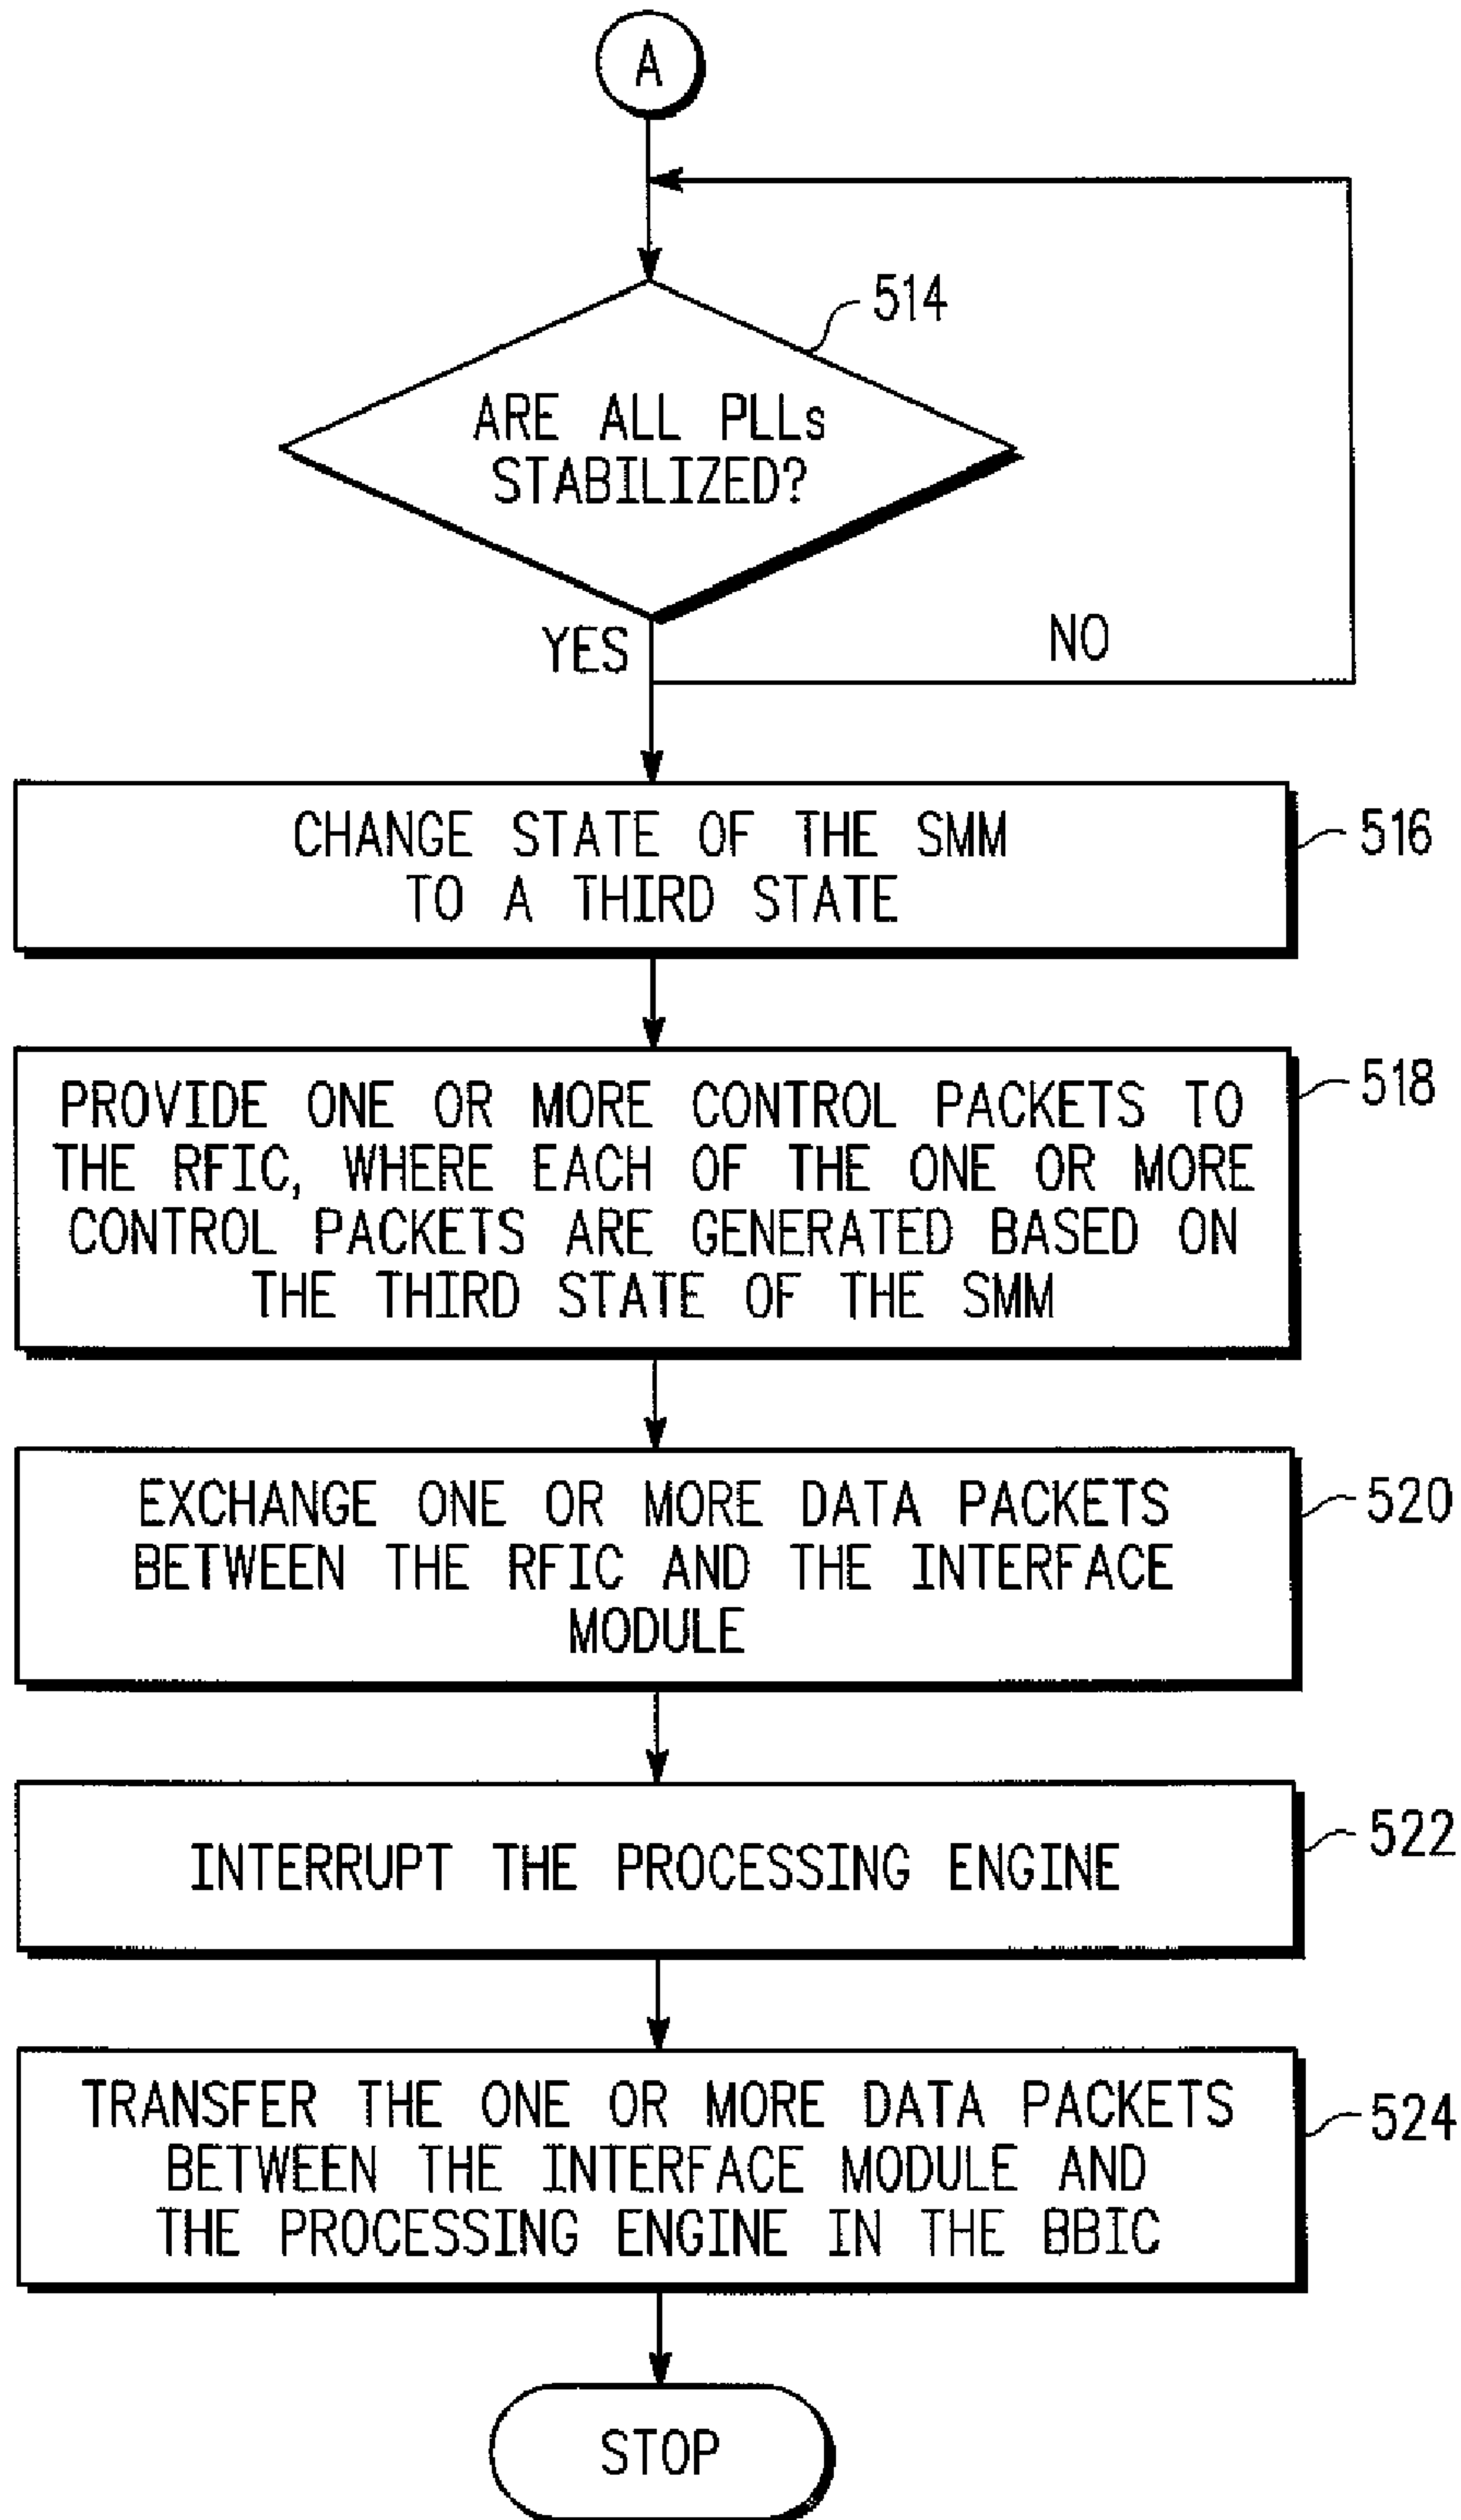 A
514
ARE ALL PLLs
STABILIZED?
YES
NO
CHANGE STATE OF THE SMM
TO A THIRD STATE
516
PROVIDE ONE OR MORE CONTROL PACKETS TO
THE RFIC, WHERE EACH OF THE ONE OR MORE
CONTROL PACKETS ARE GENERATED BASED ON
THE THIRD STATE OF THE SMM
518
EXCHANGE ONE OR MORE DATA PACKETS
BETWEEN THE RFIC AND THE INTERFACE
MODULE
520
INTERRUPT THE PROCESSING ENGINE
522
TRANSFER THE ONE OR MORE DATA PACKETS
BETWEEN THE INTERFACE MODULE AND
THE PROCESSING ENGINE IN THE BBIC
524
STOP